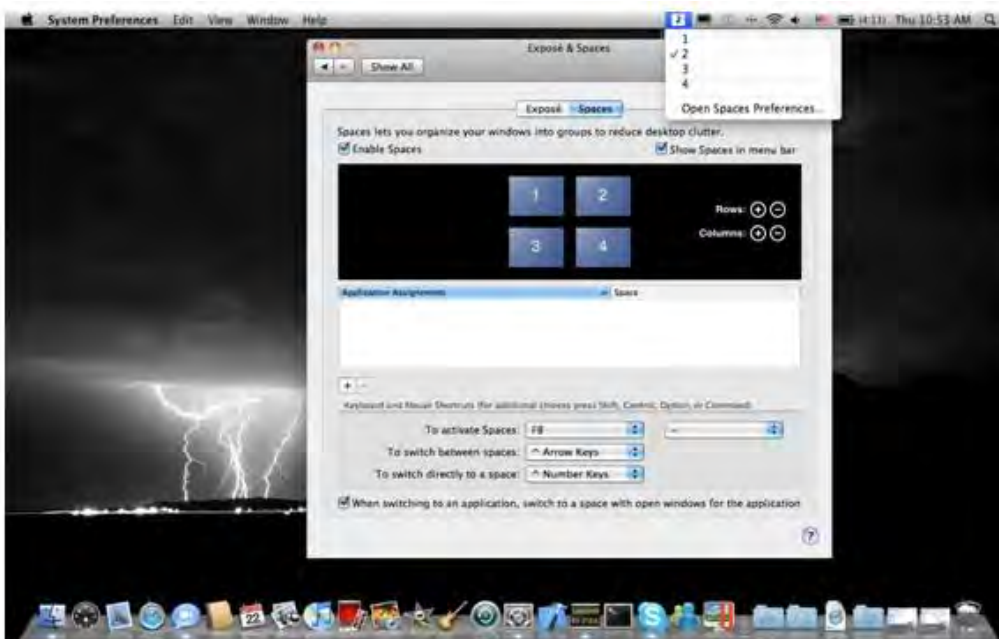 System Preferences Edit View Window Help
2 (4:13) Thu 10:53 AM
1
✓ 2
3
4
Open Spaces Preferences...
Exposé & Spaces
Show All
Exposé Spaces
Spaces lets you organize your windows into groups to reduce desktop clutter.
Enable Spaces
Show Spaces in menu bar
1 2
Rows:
3 4
Columns:
Application Assignments Space
Keyboard and Mouse Shortcuts (for additional choices press Shift, Control, Option, or Command)
To activate Spaces: F8 –
To switch between spaces: ^ Arrow Keys
To switch directly to a space: ^ Number Keys
When switching to an application, switch to a space with open windows for the application
?
22